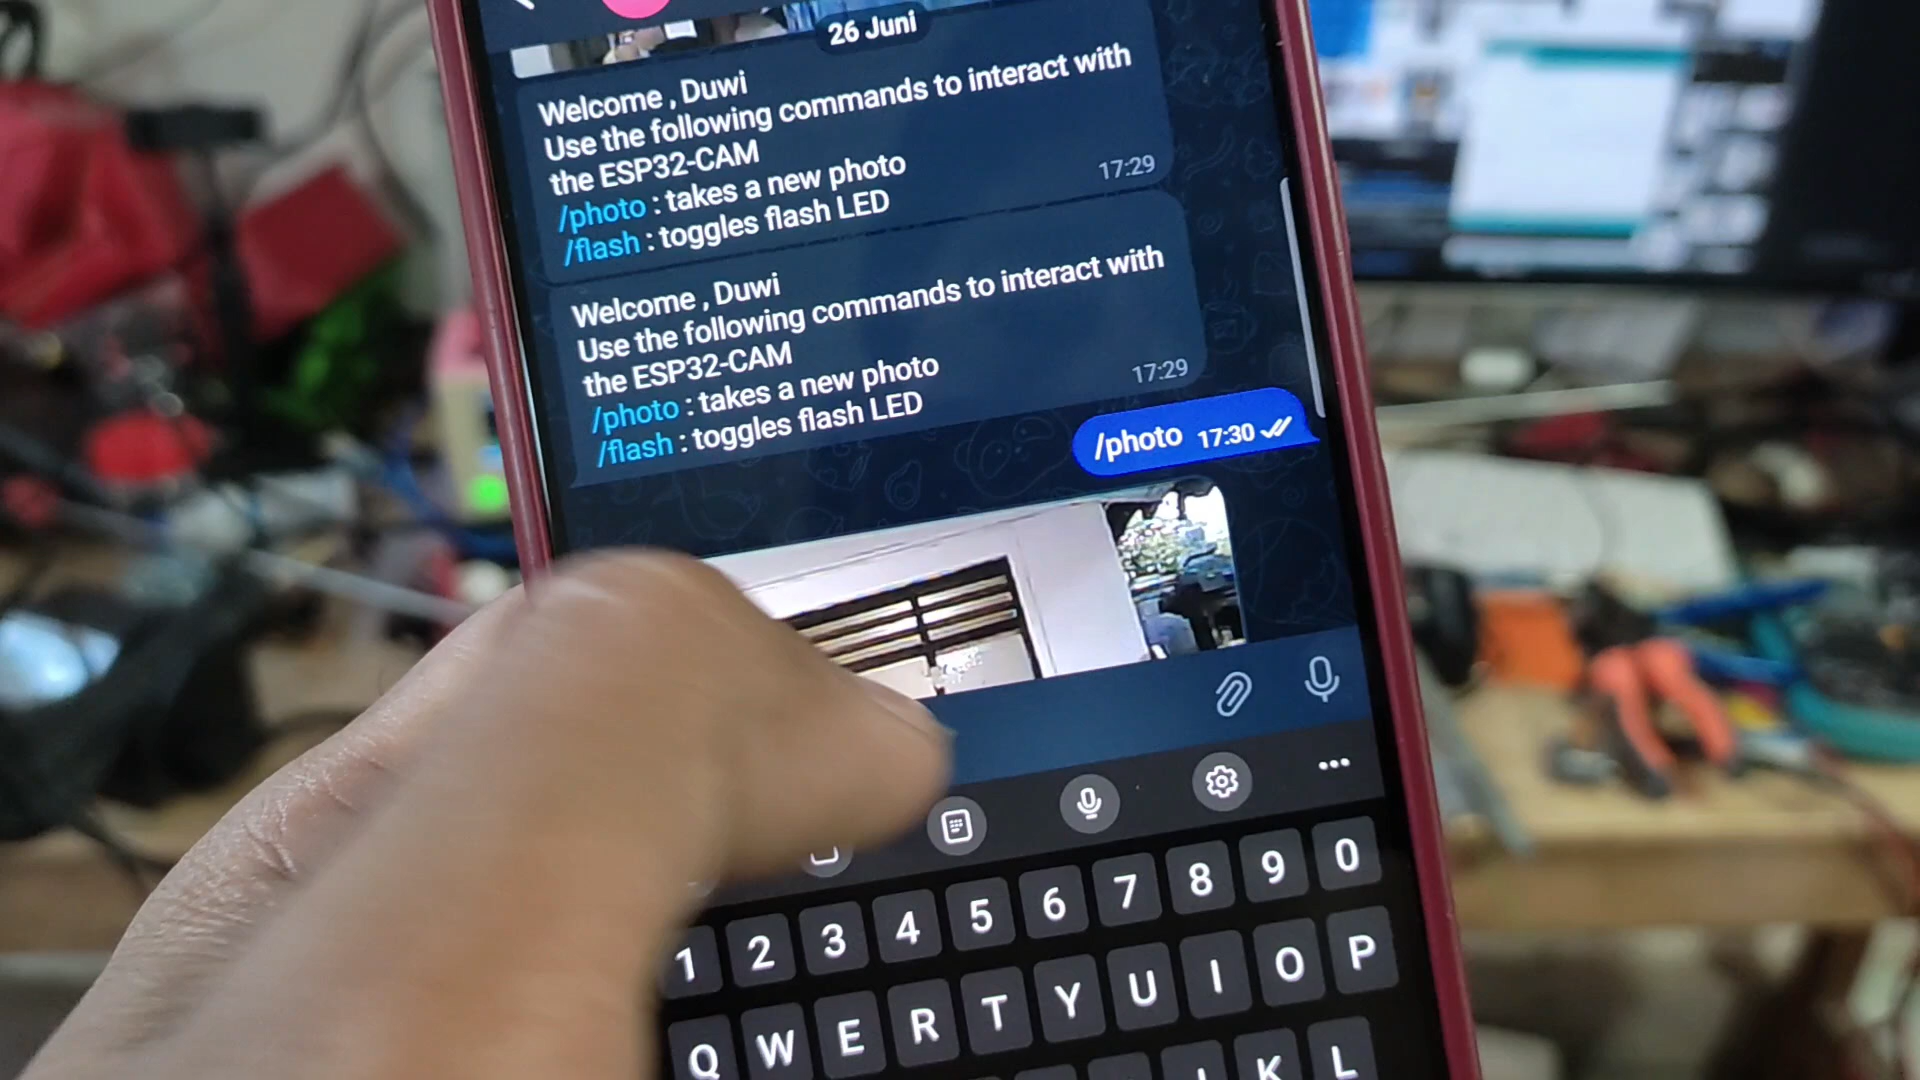 26 Juni
Welcome , Duwi
Use the following commands to interact with
the ESP32-CAM
/photo : takes a new photo
/flash : toggles flash LED
17:29
Welcome , Duwi
Use the following commands to interact with
the ESP32-CAM
/photo : takes a new photo
/flash : toggles flash LED
17:29
/photo 17:30
1 2 3 4 5 6 7 8 9 0
Q W E R T Y U I O P
K L